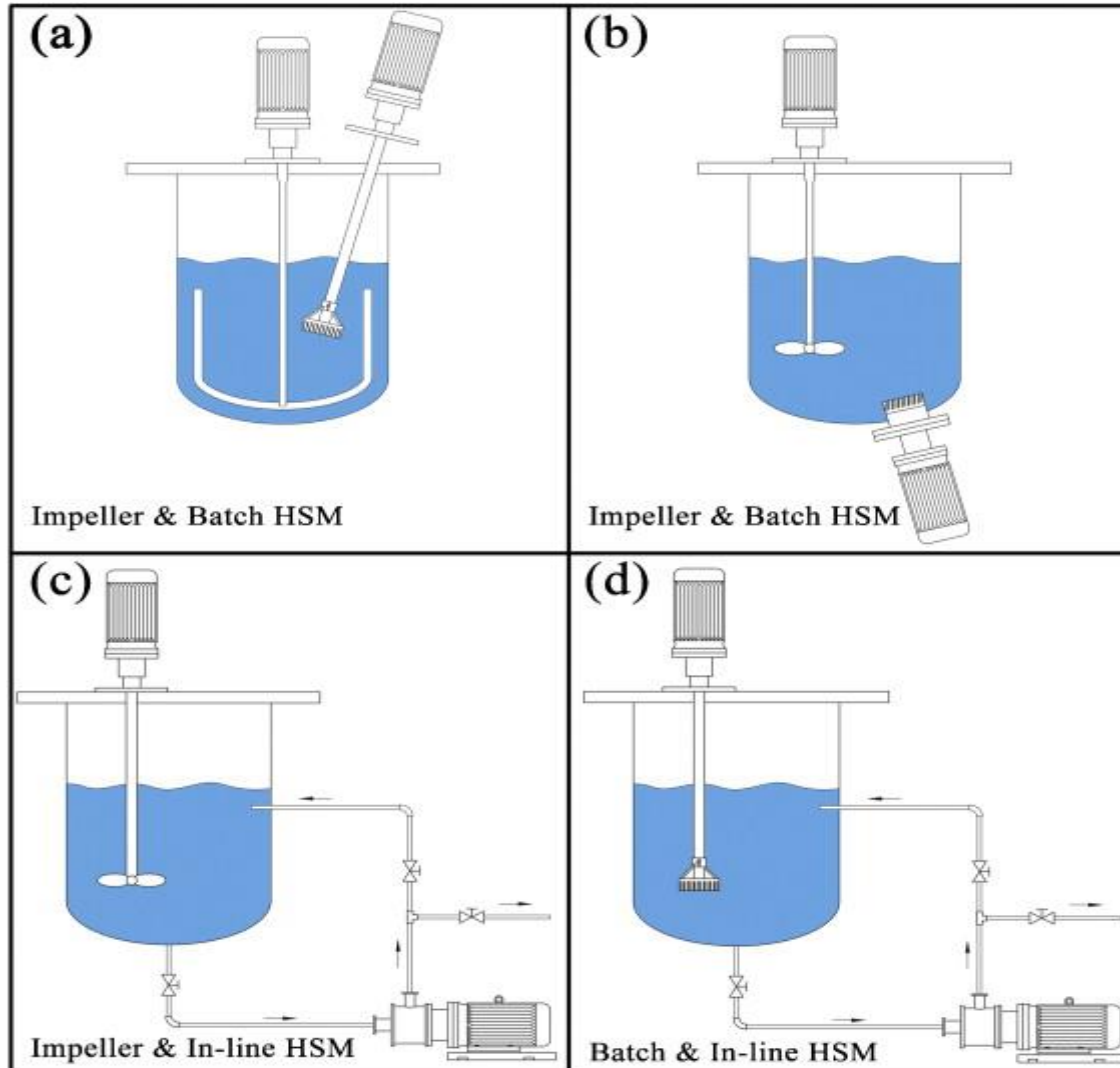 (a)
Impeller & Batch HSM
(b)
Impeller & Batch HSM
(c)
Impeller & In-line HSM
(d)
Batch & In-line HSM